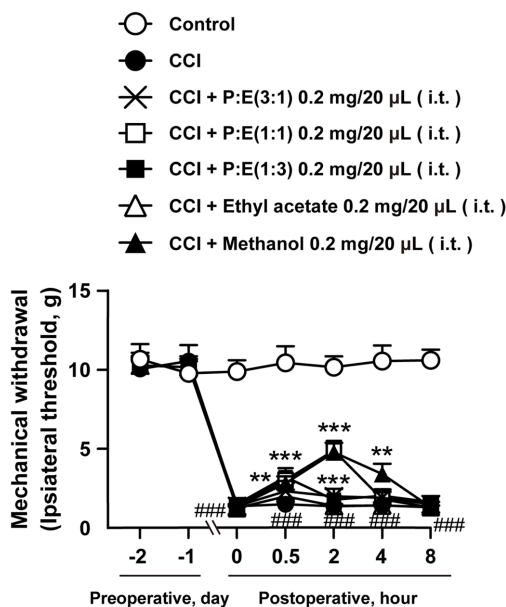 Control
CCI
CCI + P:E(3:1) 0.2 mg/20 µL ( i.t. )
CCI + P:E(1:1) 0.2 mg/20 µL ( i.t. )
CCI + P:E(1:3) 0.2 mg/20 µL ( i.t. )
CCI + Ethyl acetate 0.2 mg/20 µL ( i.t. )
CCI + Methanol 0.2 mg/20 µL ( i.t. )
Mechanical withdrawal
(Ipsiateral threshold, g)
15
10
5
0
***
*** **
** ***
### ### ### ### ###
-2 -1 0 0.5 2 4 8
Preoperative, day Postoperative, hour